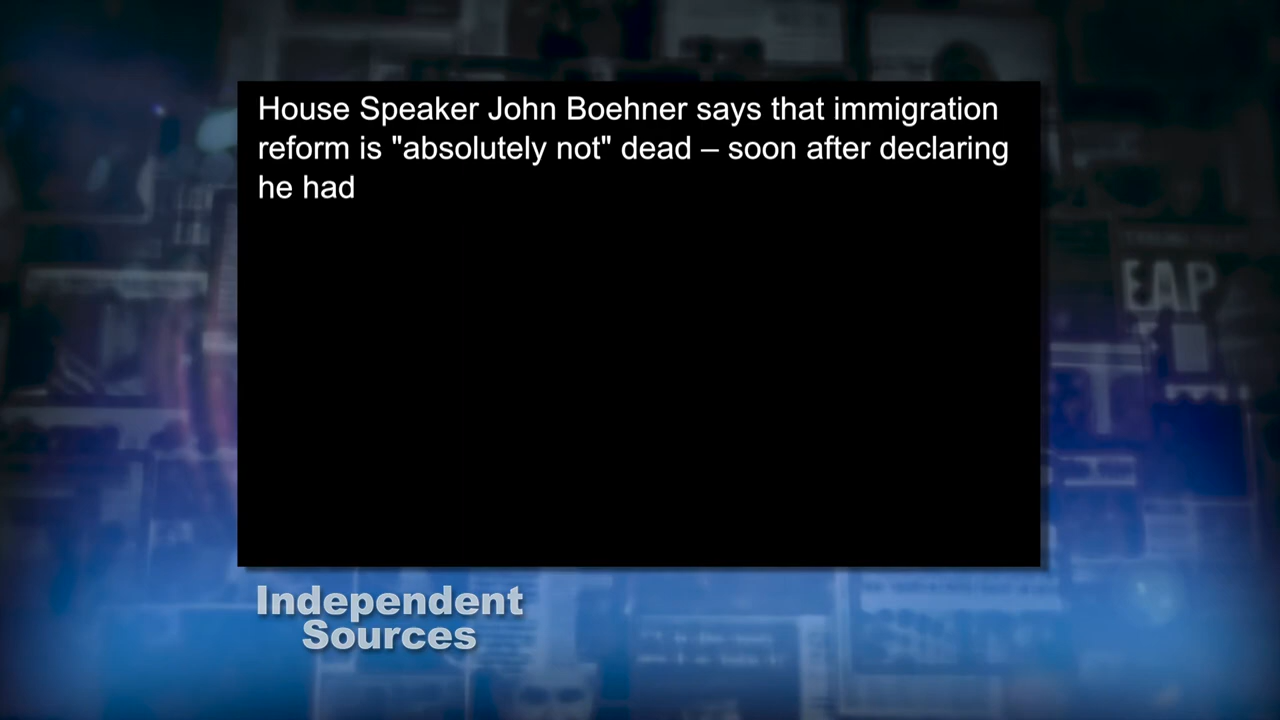 House Speaker John Boehner says that immigration
reform is "absolutely not" dead – soon after declaring
he had
EAP
Independent
Sources